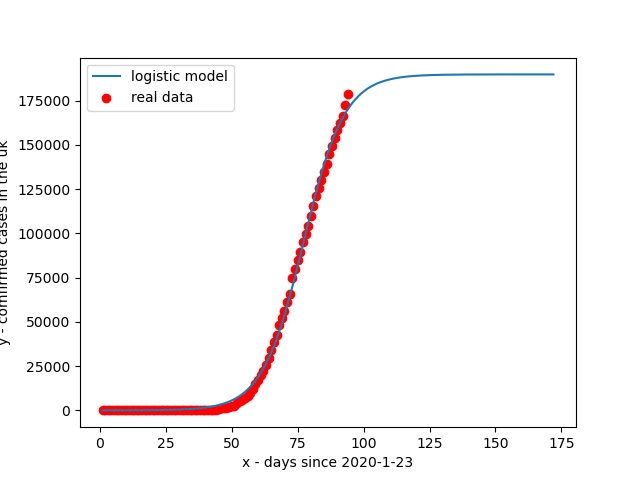 logistic model
real data
175000
150000
125000
100000
75000
50000
25000
0
y - comfirmed cases in the uk
0 25 50 75 100 125 150 175
x - days since 2020-1-23